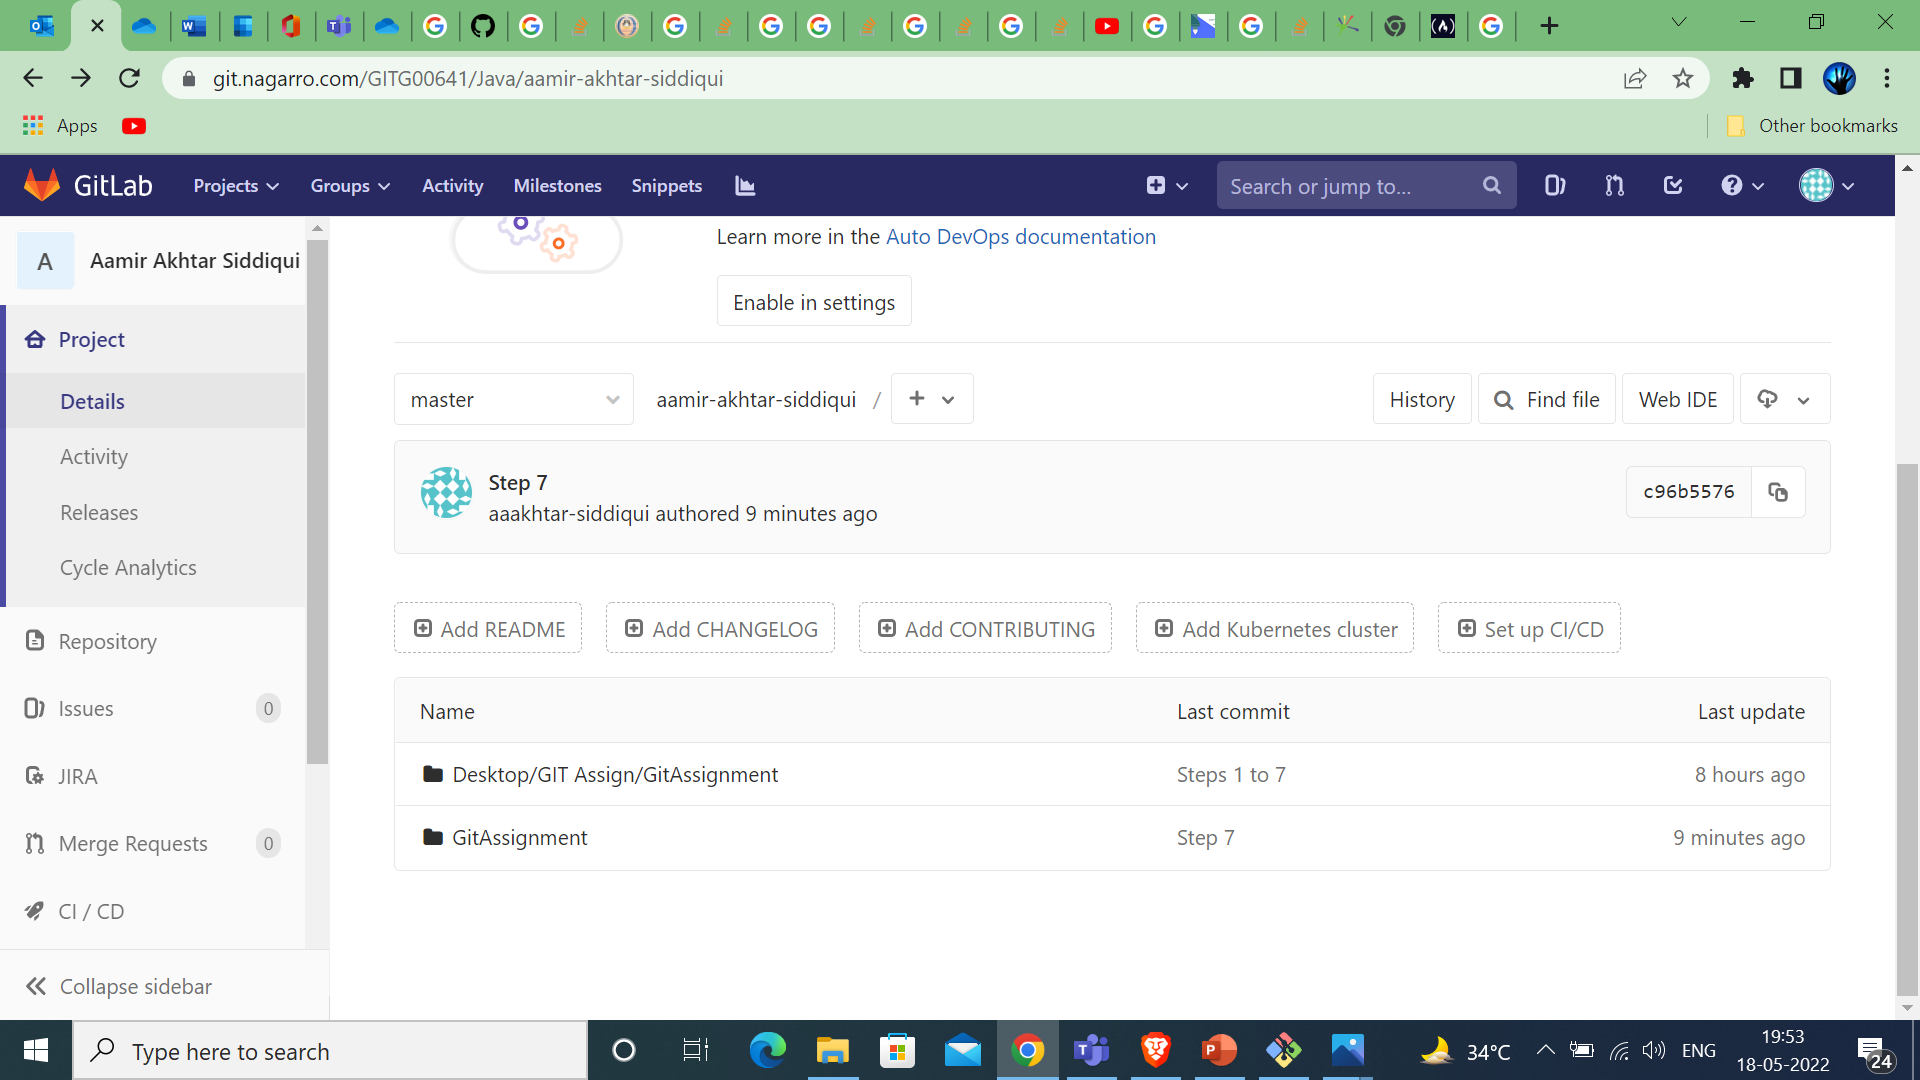 git.nagarro.com/GITG00641/Java/aamir-akhtar-siddiqui
Apps
Other bookmarks
GitLab Projects Groups Activity Milestones Snippets Search or jump to...
A Aamir Akhtar Siddiqui
Project
Details
Activity
Releases
Cycle Analytics
Repository
Issues 0
JIRA
Merge Requests 0
CI / CD
Collapse sidebar
Learn more in the Auto DevOps documentation
Enable in settings
master aamir-akhtar-siddiqui / + History Find file Web IDE
Step 7
aaakhtar-siddiqui authored 9 minutes ago
c96b5576
Add README Add CHANGELOG Add CONTRIBUTING Add Kubernetes cluster Set up CI/CD
Name Last commit Last update
Desktop/GIT Assign/GitAssignment Steps 1 to 7 8 hours ago
GitAssignment Step 7 9 minutes ago
Type here to search
34°C
ENG
19:53
18-05-2022
24